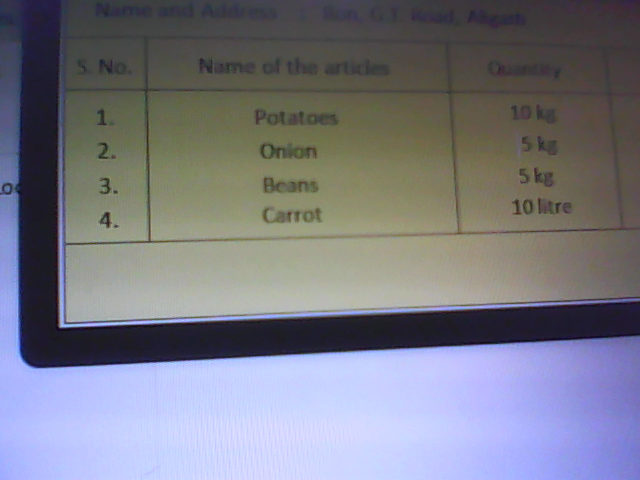 Name and Address : Ron, G.T. Road, Aligarh
S. No. Name of the articles Quantity
1. Potatoes 10 kg
2. Onion 5 kg
3. Beans 5 kg
4. Carrot 10 litre